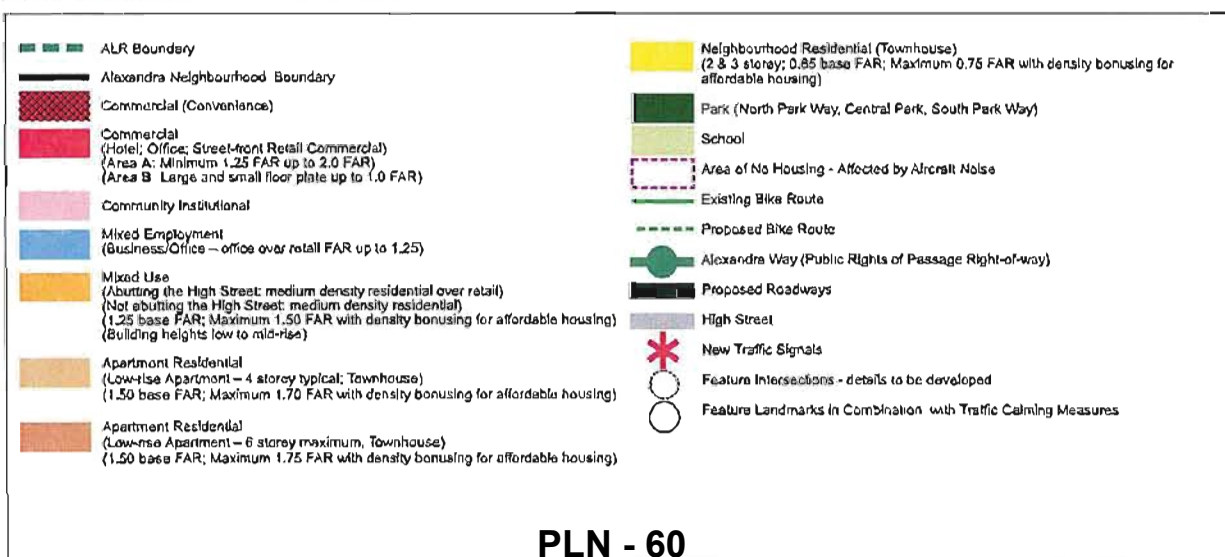 ALR Boundary
Alexandra Neighbourhood Boundary
Commercial (Convenience)
Commercial
(Hotel; Office; Street-front Retail Commercial)
(Area A: Minimum 1.25 FAR up to 2.0 FAR)
(Area B Large and small floor plate up to 1.0 FAR)
Community Institutional
Mixed Employment
(Business/Office – office over retail FAR up to 1.25)
Mixed Use
(Abutting the High Street: medium density residential over retail)
(Not abutting the High Street: medium density residential)
(1.25 base FAR; Maximum 1.50 FAR with density bonusing for affordable housing)
(Building heights low to mid-rise)
Apartment Residential
(Low-rise Apartment – 4 storey typical; Townhouse)
(1.50 base FAR; Maximum 1.70 FAR with density bonusing for affordable housing)
Apartment Residential
(Low-rise Apartment – 6 storey maximum, Townhouse)
(1.50 base FAR; Maximum 1.75 FAR with density bonusing for affordable housing)
Neighbourhood Residential (Townhouse)
(2 & 3 storey; 0.65 base FAR; Maximum 0.75 FAR with density bonusing for
affordable housing)
Park (North Park Way, Central Park, South Park Way)
School
Area of No Housing - Affected by Aircraft Noise
Existing Bike Route
Proposed Bike Route
Alexandra Way (Public Rights of Passage Right-of-way)
Proposed Roadways
High Street
New Traffic Signals
Feature Intersections - details to be developed
Feature Landmarks in Combination with Traffic Calming Measures
PLN - 60